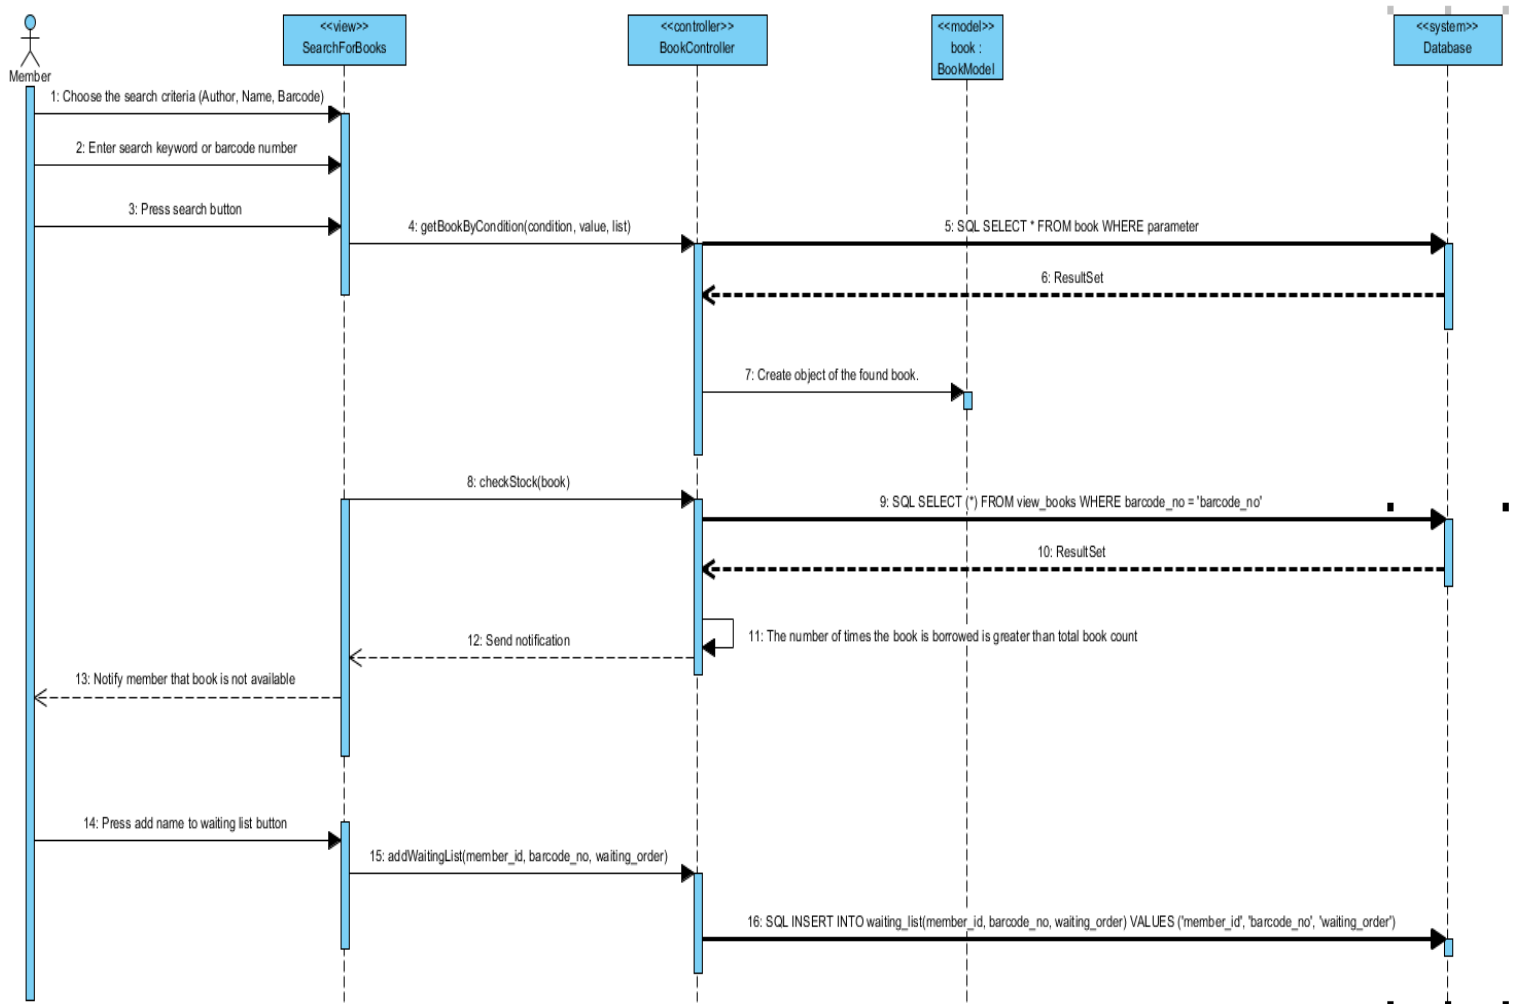 <<view>>
SearchForBooks
<<controller>>
BookController
<<model>>
book :
BookModel
<<system>>
Database
Member
1: Choose the search criteria (Author, Name, Barcode)
2: Enter search keyword or barcode number
3: Press search button
4: getBookByCondition(condition, value, list)
5: SQL SELECT * FROM book WHERE parameter
6: ResultSet
7: Create object of the found book.
8: checkStock(book)
9: SQL SELECT (*) FROM view_books WHERE barcode_no = 'barcode_no'
10: ResultSet
11: The number of times the book is borrowed is greater than total book count
12: Send notification
13: Notify member that book is not available
14: Press add name to waiting list button
15: addWaitingList(member_id, barcode_no, waiting_order)
16: SQL INSERT INTO waiting_list(member_id, barcode_no, waiting_order) VALUES ('member_id', 'barcode_no', 'waiting_order')